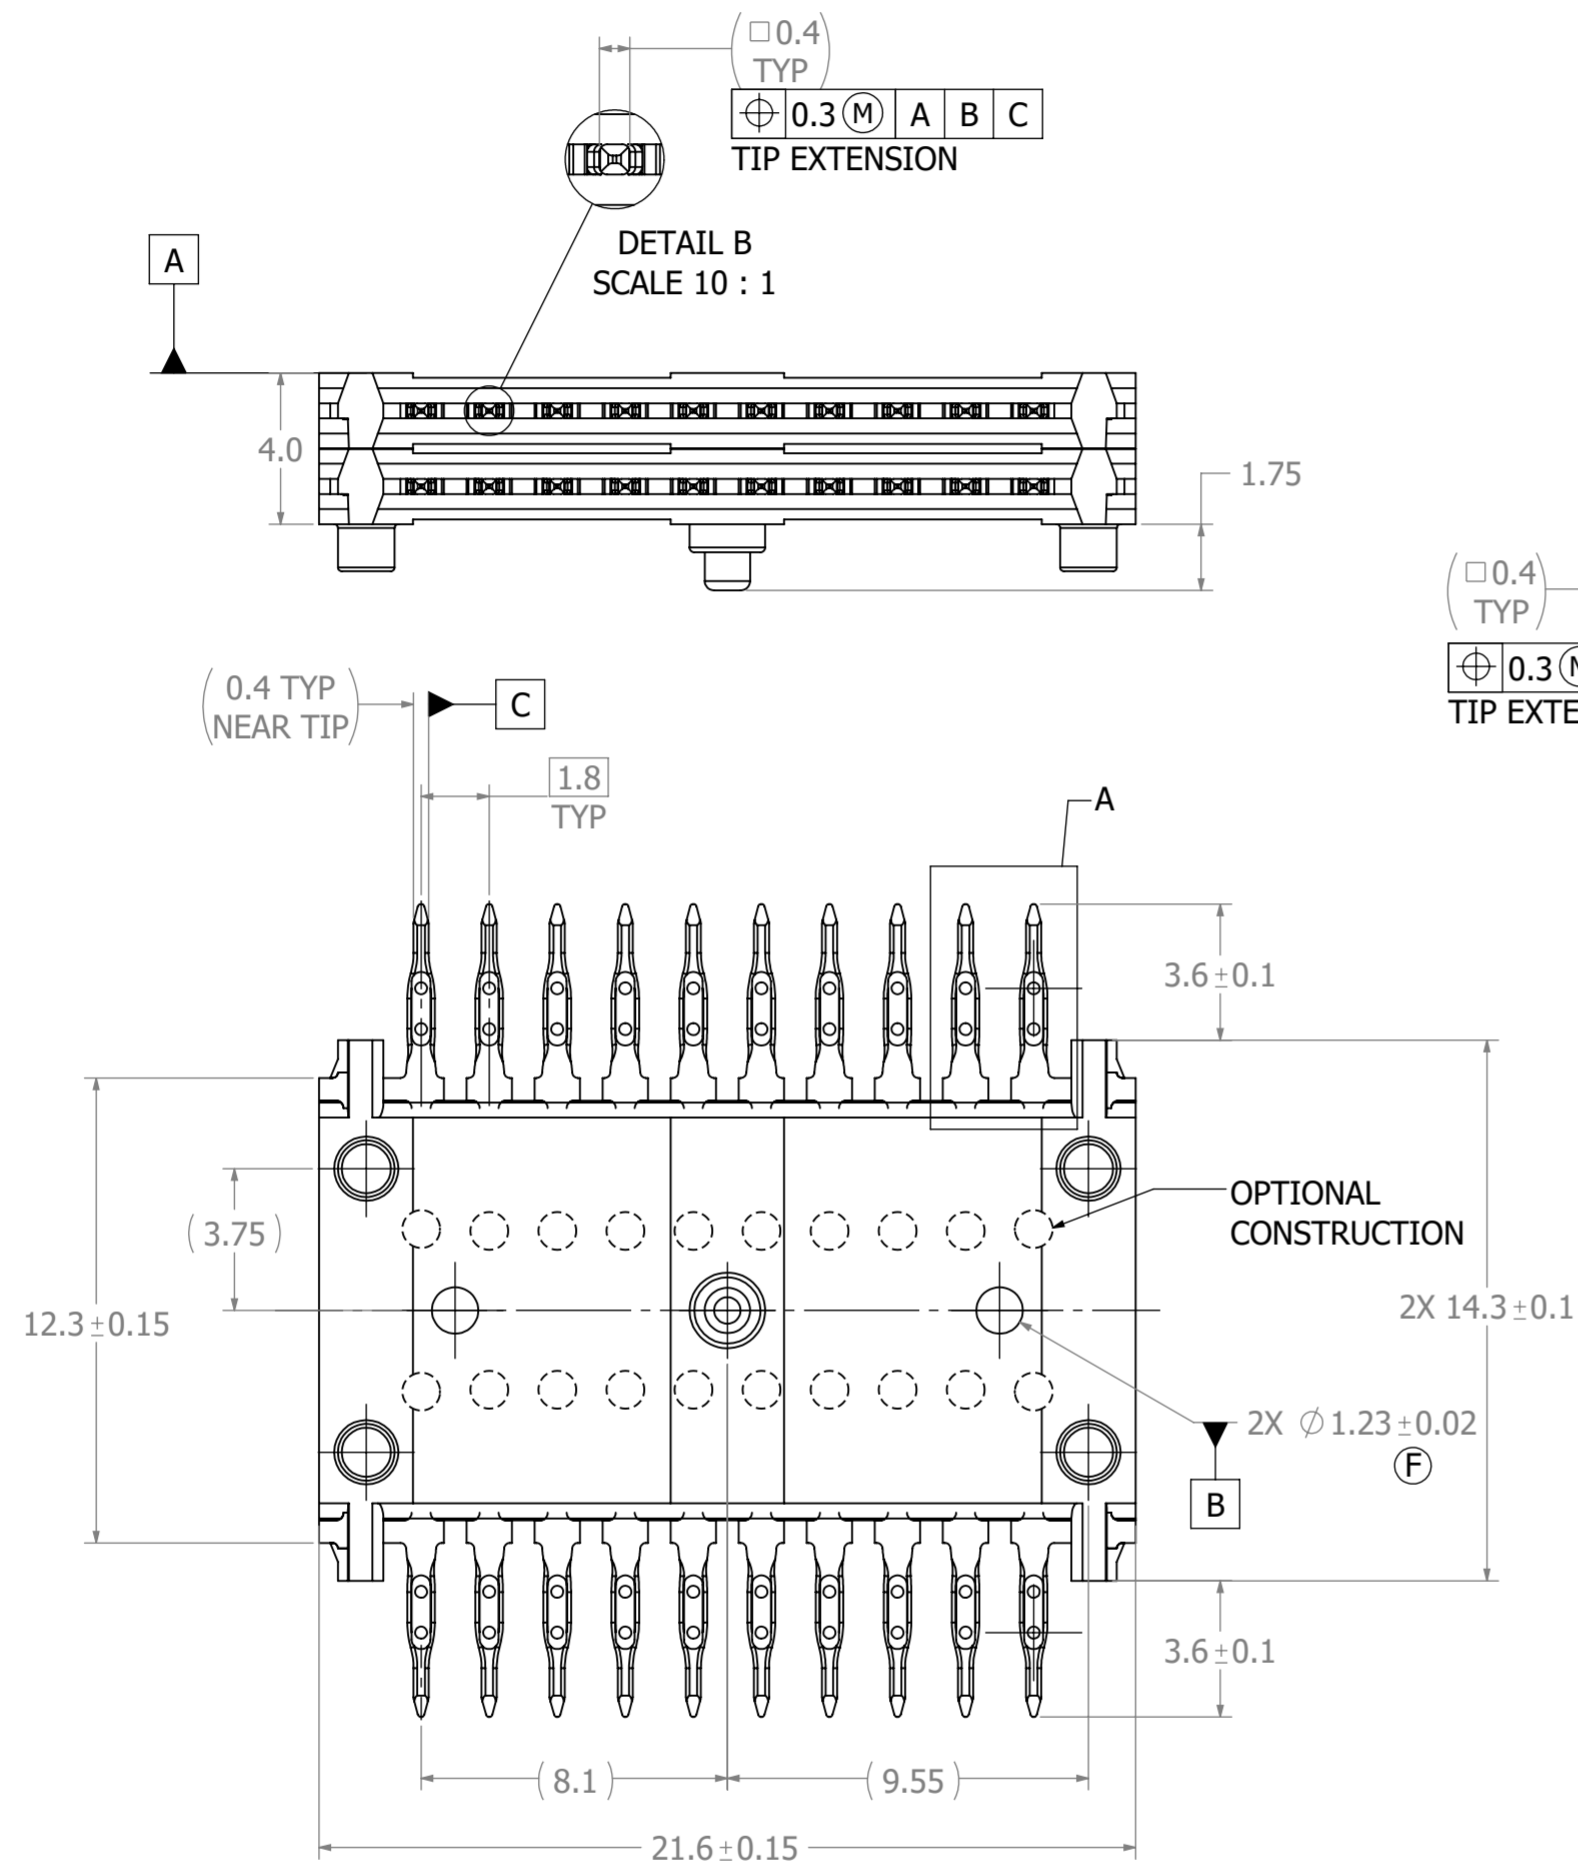 (□0.4
TYP)
⌖ 0.3 Ⓜ A B C
TIP EXTENSION
DETAIL B
SCALE 10 : 1
A
4.0
1.75
(□0.4
TYP)
⌖ 0.3
TIP EXTE
(0.4 TYP
NEAR TIP)
C
1.8
TYP
A
3.6±0.1
OPTIONAL
CONSTRUCTION
(3.75)
12.3±0.15
2X 14.3±0.1
2X ∅1.23±0.02
Ⓕ
B
3.6±0.1
(8.1)
(9.55)
21.6±0.15